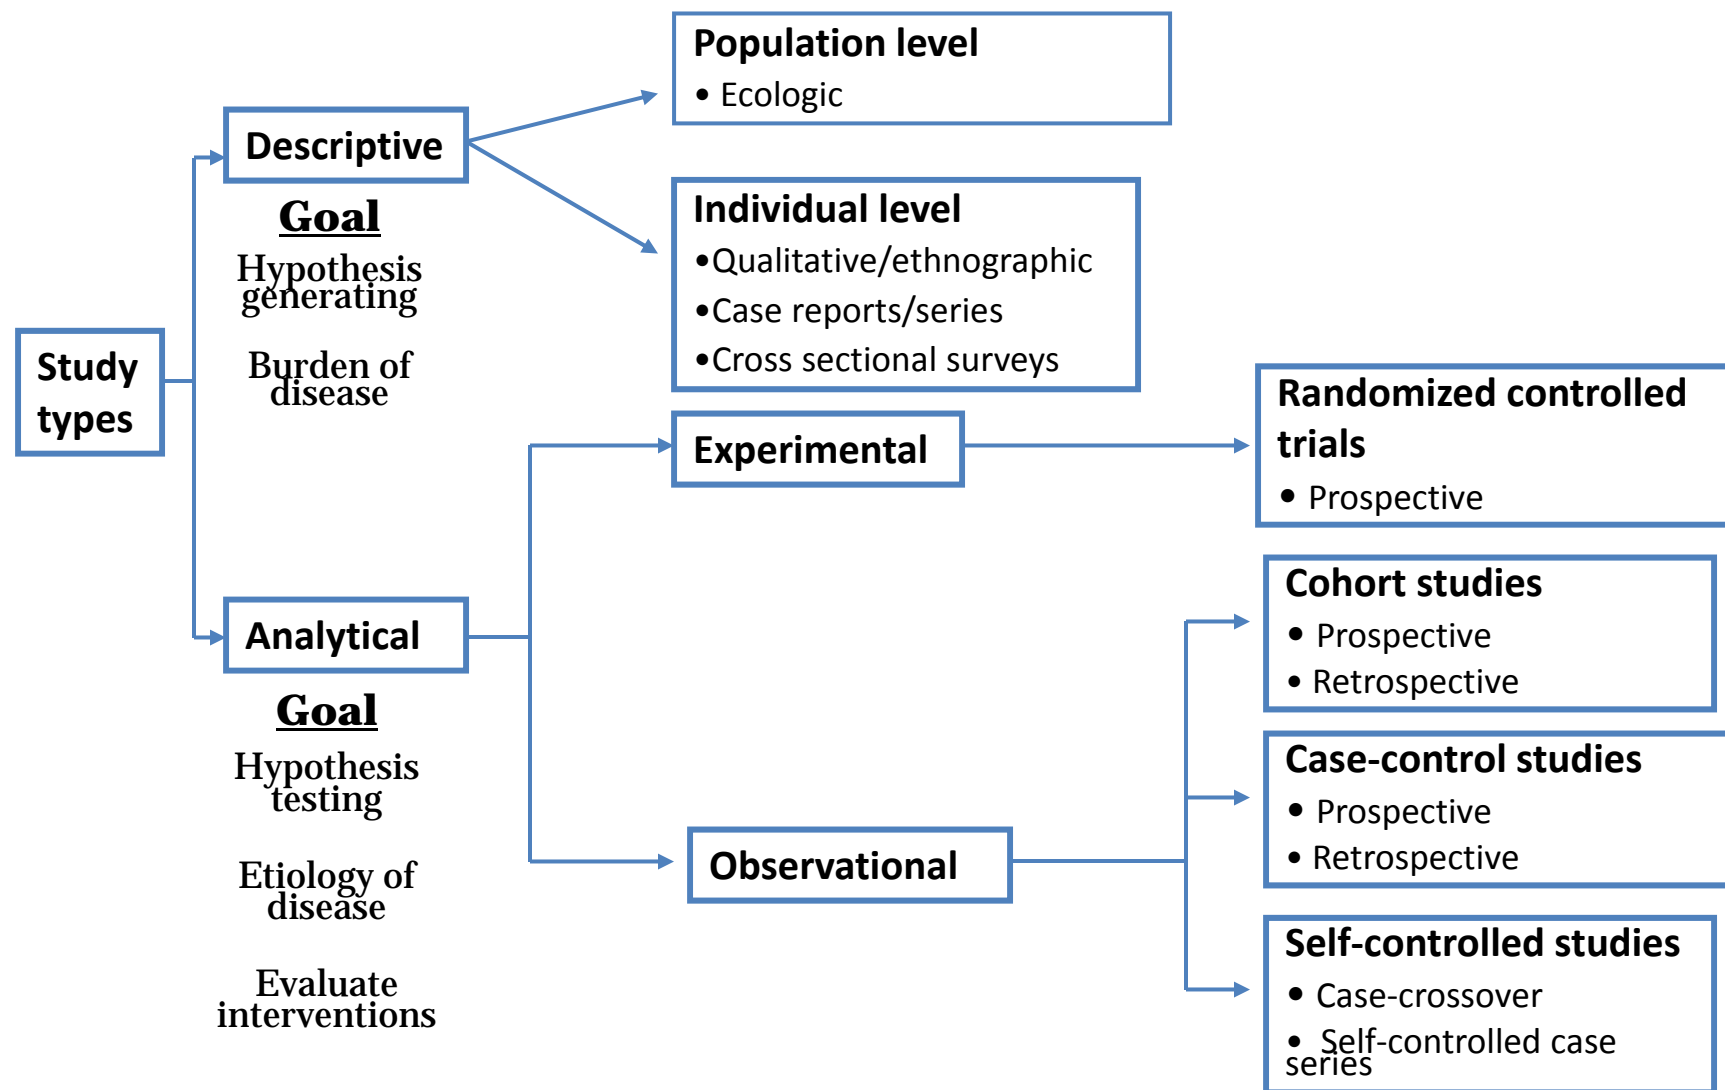 Study
types
Descriptive
Goal
Hypothesis
generating
Burden of
disease
Population level
• Ecologic
Individual level
•Qualitative/ethnographic
•Case reports/series
•Cross sectional surveys
Analytical
Goal
Hypothesis
testing
Etiology of
disease
Evaluate
interventions
Experimental
Randomized controlled
trials
• Prospective
Observational
Cohort studies
• Prospective
• Retrospective
Case-control studies
• Prospective
• Retrospective
Self-controlled studies
• Case-crossover
• Self-controlled case
series